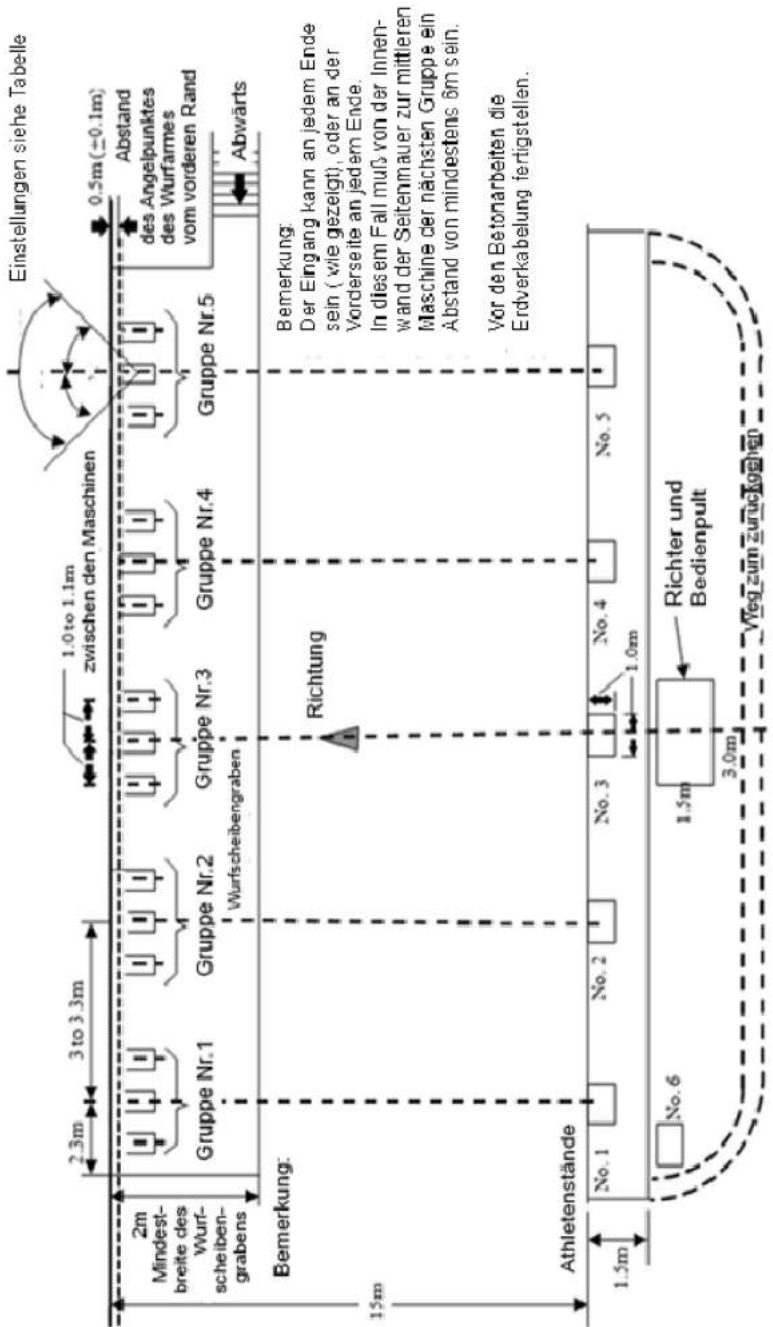 Einstellungen siehe Tabelle
0.5m (±0.1m)
Abstand
des Angelpunktes
des Wurfarmes
vom vorderen Rand
Abwärts
1.0 to 1.1m
zwischen den Maschinen
3 to 3.3m
2.3m
2m
Mindest-
breite des
Wurf-
scheiben-
grabens
Gruppe Nr.1
Gruppe Nr.2
Gruppe Nr.3
Gruppe Nr.4
Gruppe Nr.5
Wurfscheibengraben
Bemerkung:
Richtung
Bemerkung:
Der Eingang kann an jedem Ende
sein ( wie gezeigt), oder an der
Vorderseite an jedem Ende.
In diesem Fall muß von der Innen-
wand der Seitenmauer zur mittleren
Maschine der nächsten Gruppe ein
Abstand von mindestens 6m sein.
Vor den Betonarbeiten die
Erdverkabelung fertigstellen.
15m
Athletenstände
1.5m
No. 1
No. 2
No. 3
No. 4
No. 5
No. 6
1.0m
1.5m
3.0m
Richter und
Bedienpult
Weg zum zurückgehen